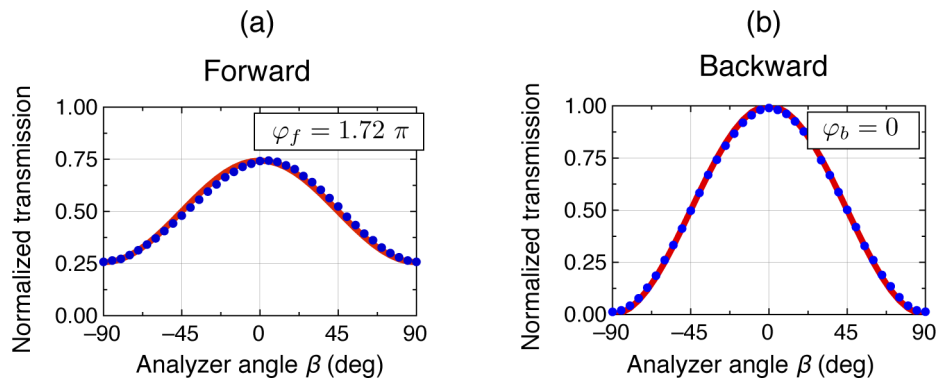 (a)
Forward
Normalized transmission
1.00
0.75
0.50
0.25
0.00
φ_f = 1.72 π
−90
−45
0
45
90
Analyzer angle β (deg)
(b)
Backward
Normalized transmission
1.00
0.75
0.50
0.25
0.00
φ_b = 0
−90
−45
0
45
90
Analyzer angle β (deg)